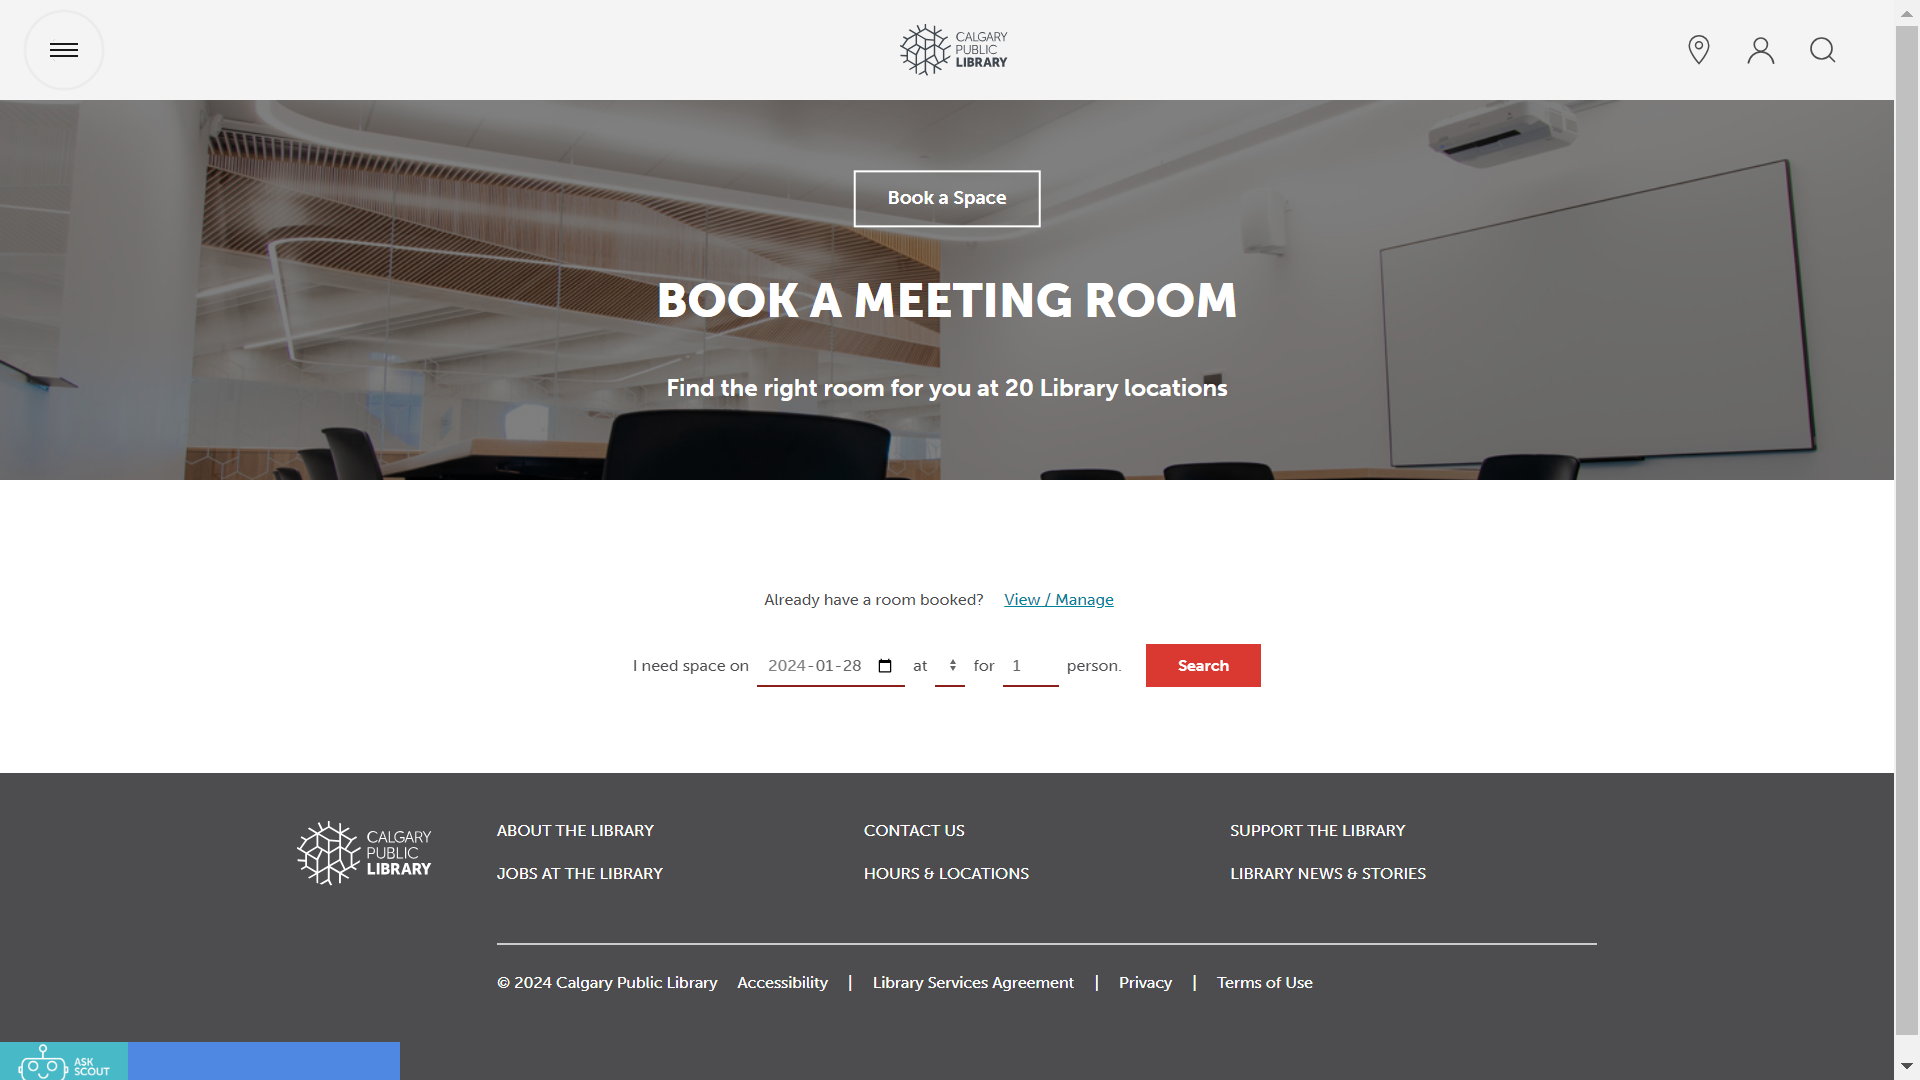 CALGARY
PUBLIC
LIBRARY
Book a Space
BOOK A MEETING ROOM
Find the right room for you at 20 Library locations
Already have a room booked? View / Manage
I need space on 2024-01-28 at for 1 person. Search
CALGARY
PUBLIC
LIBRARY
ABOUT THE LIBRARY
CONTACT US
SUPPORT THE LIBRARY
JOBS AT THE LIBRARY
HOURS & LOCATIONS
LIBRARY NEWS & STORIES
© 2024 Calgary Public Library Accessibility | Library Services Agreement | Privacy | Terms of Use
ASK
SCOUT